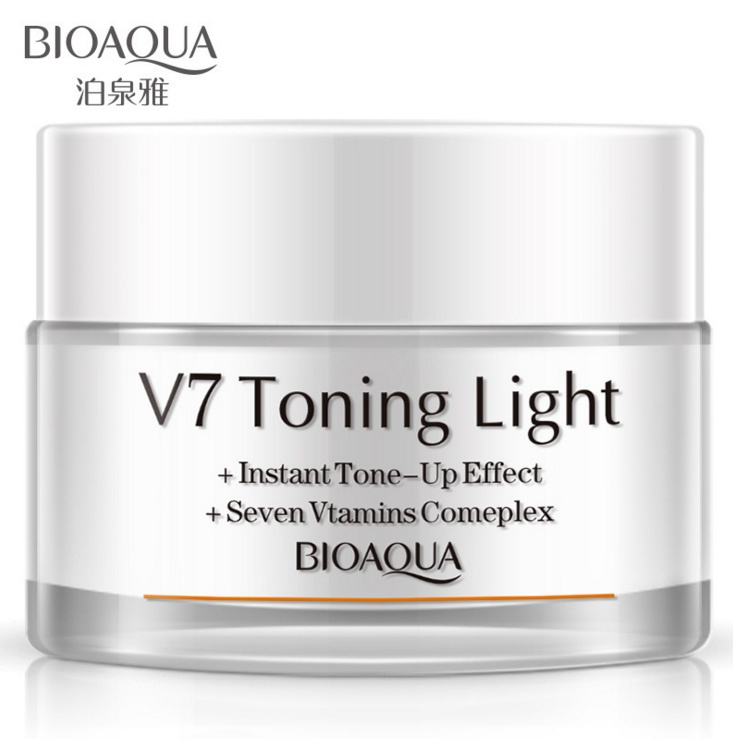 BIOAQUA
泊泉雅
V7 Toning Light
+Instant Tone-Up Effect
+Seven Vtamins Comeplex
BIOAQUA